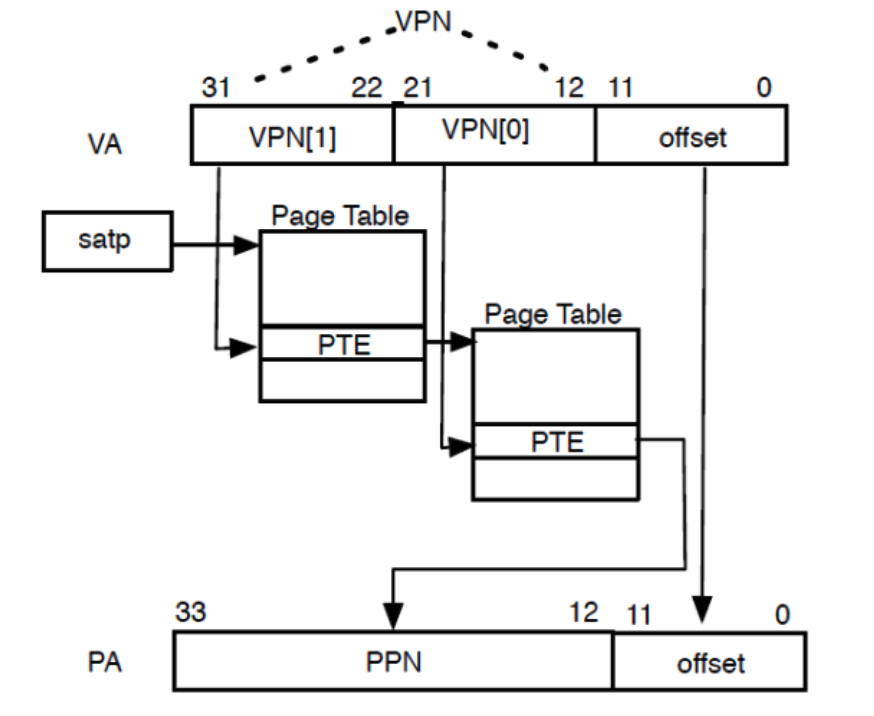 VPN
31 22 21 12 11 0
VA VPN[1] VPN[0] offset
satp
Page Table
PTE
Page Table
PTE
33 12 11 0
PA PPN offset